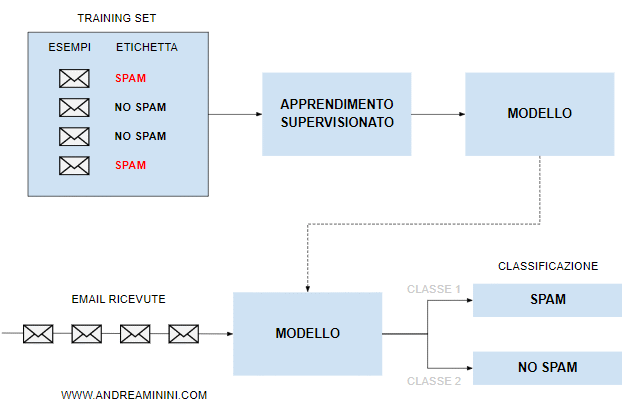 TRAINING SET
ESEMPI ETICHETTA
SPAM
NO SPAM
NO SPAM
SPAM
APPRENDIMENTO
SUPERVISIONATO
MODELLO
EMAIL RICEVUTE
MODELLO
CLASSIFICAZIONE
CLASSE 1
SPAM
NO SPAM
CLASSE 2
WWW.ANDREAMININI.COM